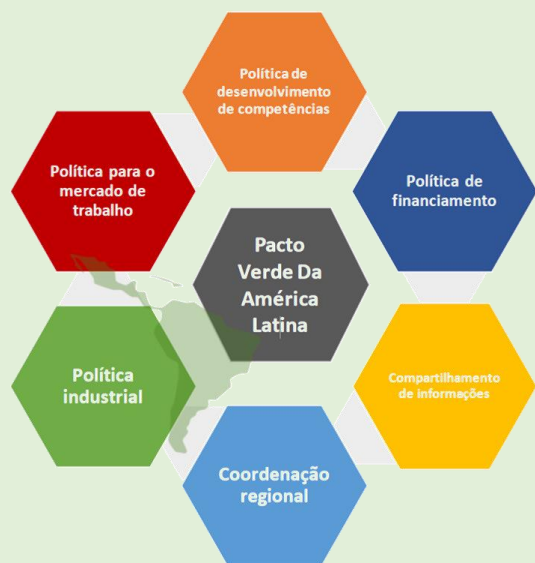 Política de
desenvolvimento
de competências
Política para o
mercado de
trabalho
Política de
financiamento
Pacto
Verde Da
América
Latina
Política
industrial
Compartilhamento
de informações
Coordenação
regional